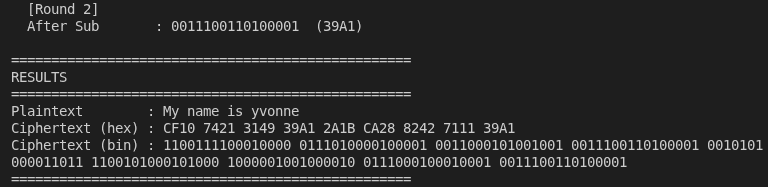 [Round 2]
After Sub : 0011100110100001 (39A1)
==================================================
RESULTS
==================================================
Plaintext : My name is yvonne
Ciphertext (hex) : CF10 7421 3149 39A1 2A1B CA28 8242 7111 39A1
Ciphertext (bin) : 1100111100010000 0111010000100001 0011000101001001 0011100110100001 0010101
000011011 1100101000101000 1000001001000010 0111000100010001 0011100110100001
==================================================